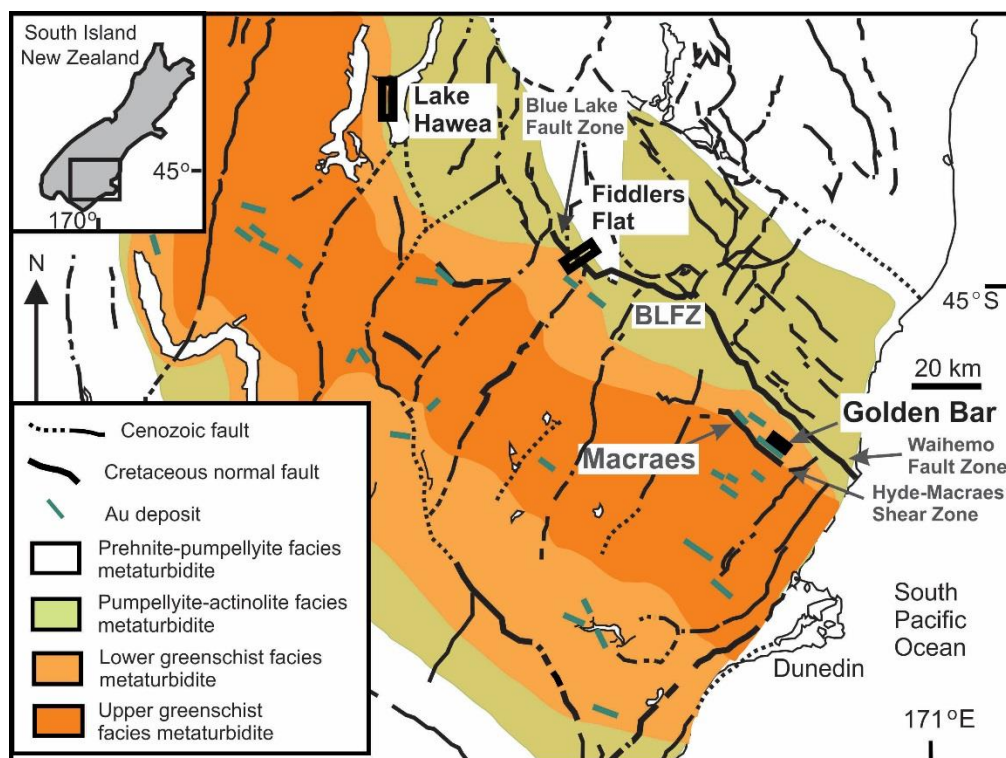 South Island
New Zealand
45°
170°
N
Lake
Hawea
Blue Lake
Fault Zone
Fiddlers
Flat
BLFZ
45°S
20 km
Golden Bar
Macraes
Waihemo
Fault Zone
Hyde-Macraes
Shear Zone
South
Pacific
Ocean
Dunedin
171°E
Cenozoic fault
Cretaceous normal fault
Au deposit
Prehnite-pumpellyite facies
metaturbidite
Pumpellyite-actinolite facies
metaturbidite
Lower greenschist facies
metaturbidite
Upper greenschist
facies metaturbidite